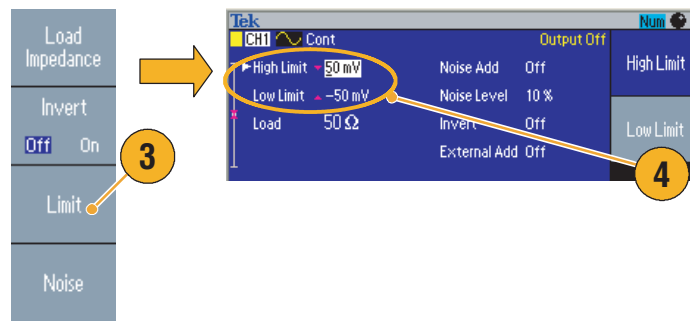 Load
Impedance
Invert
Off On
Limit
Noise
3
Tek
Num
CH1 Cont Output Off
High Limit 50 mV Noise Add Off
Low Limit -50 mV Noise Level 10 %
Load 50 Ω Invert Off
External Add Off
High Limit
Low Limit
4